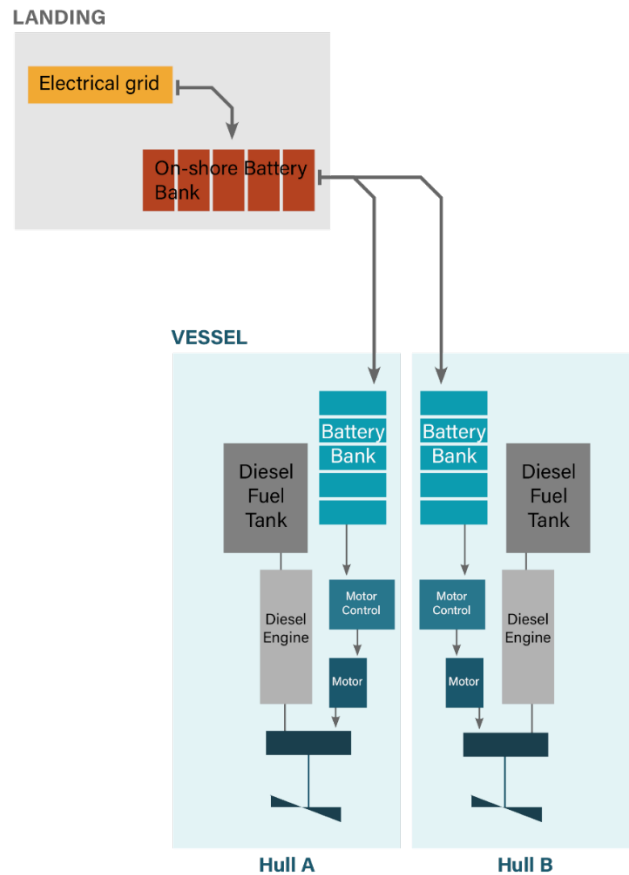 LANDING
Electrical grid
On-shore Battery
Bank
VESSEL
Battery
Bank
Battery
Bank
Diesel
Fuel
Tank
Diesel
Fuel
Tank
Diesel
Engine
Motor
Control
Motor
Control
Diesel
Engine
Motor
Motor
Hull A
Hull B